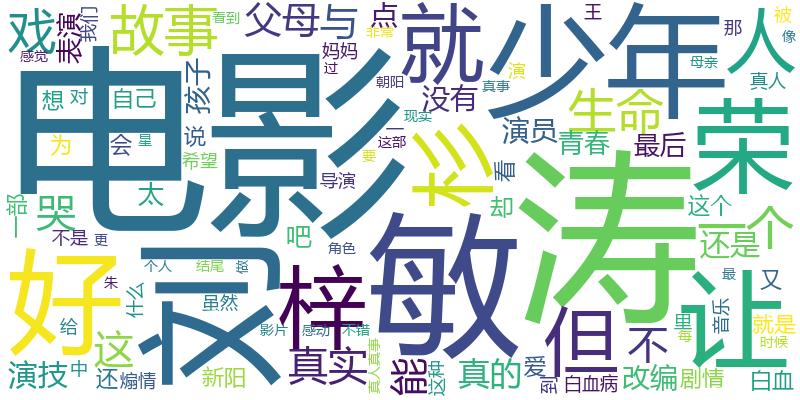 戏
表演
我们
故事
父母
与
点
就
少年
王
那
人
被
像
看到
感觉
非常
妈妈
过
孩子
朝阳
没有
真事
演
母亲
真人
电影
想
对
自己
说
现实
一
这部
生命
为
会
星
要
希望
杉
演员
青春
最后
荣
看
太
导演
一部
哭
却
涛
这个
一个
还是
不是
更
吧
角色
敏
好
朱
个人
结尾
故
梓
什么
虽然
给
司
但
让
最
又
里
每
音乐
就是
时候
不
影片
感动
不错
真人真事
这
真实
能
这种
真的
爱
到
白血病
改编
剧情
白血
演技
中
还
煽情
新阳